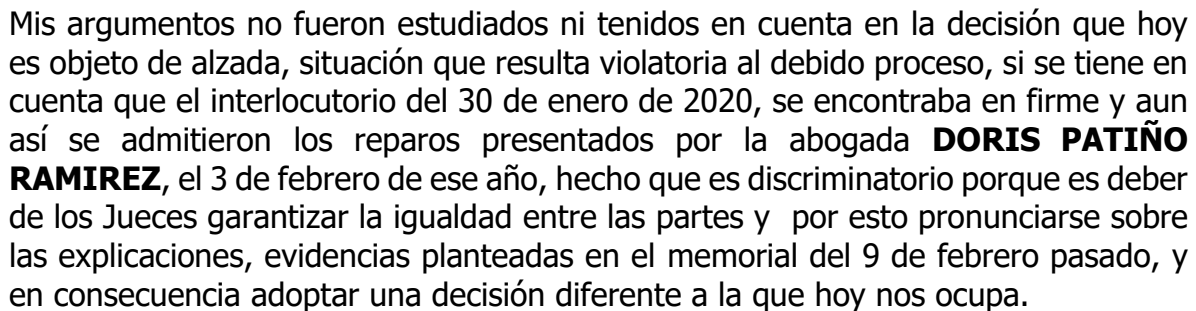 Mis argumentos no fueron estudiados ni tenidos en cuenta en la decisión que hoy
es objeto de alzada, situación que resulta violatoria al debido proceso, si se tiene en
cuenta que el interlocutorio del 30 de enero de 2020, se encontraba en firme y aun
así se admitieron los reparos presentados por la abogada DORIS PATIÑO
RAMIREZ, el 3 de febrero de ese año, hecho que es discriminatorio porque es deber
de los Jueces garantizar la igualdad entre las partes y por esto pronunciarse sobre
las explicaciones, evidencias planteadas en el memorial del 9 de febrero pasado, y
en consecuencia adoptar una decisión diferente a la que hoy nos ocupa.